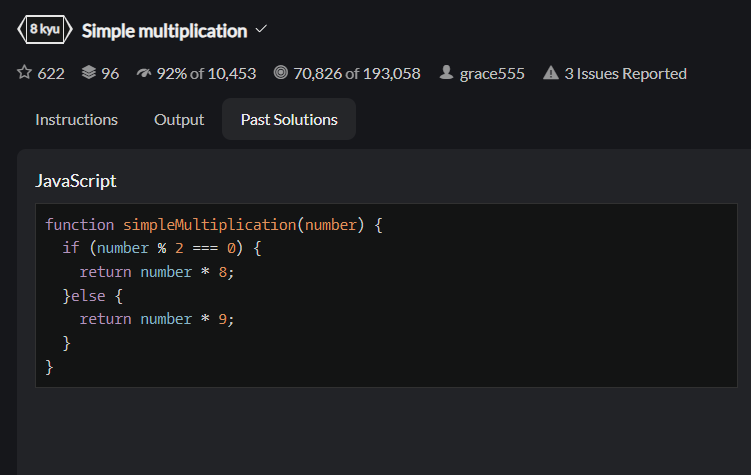 8 kyu Simple multiplication
622 96 92% of 10,453 70,826 of 193,058 grace555 3 Issues Reported
Instructions Output Past Solutions
JavaScript
function simpleMultiplication(number) {
  if (number % 2 === 0) {
    return number * 8;
  }else {
    return number * 9;
  }
}